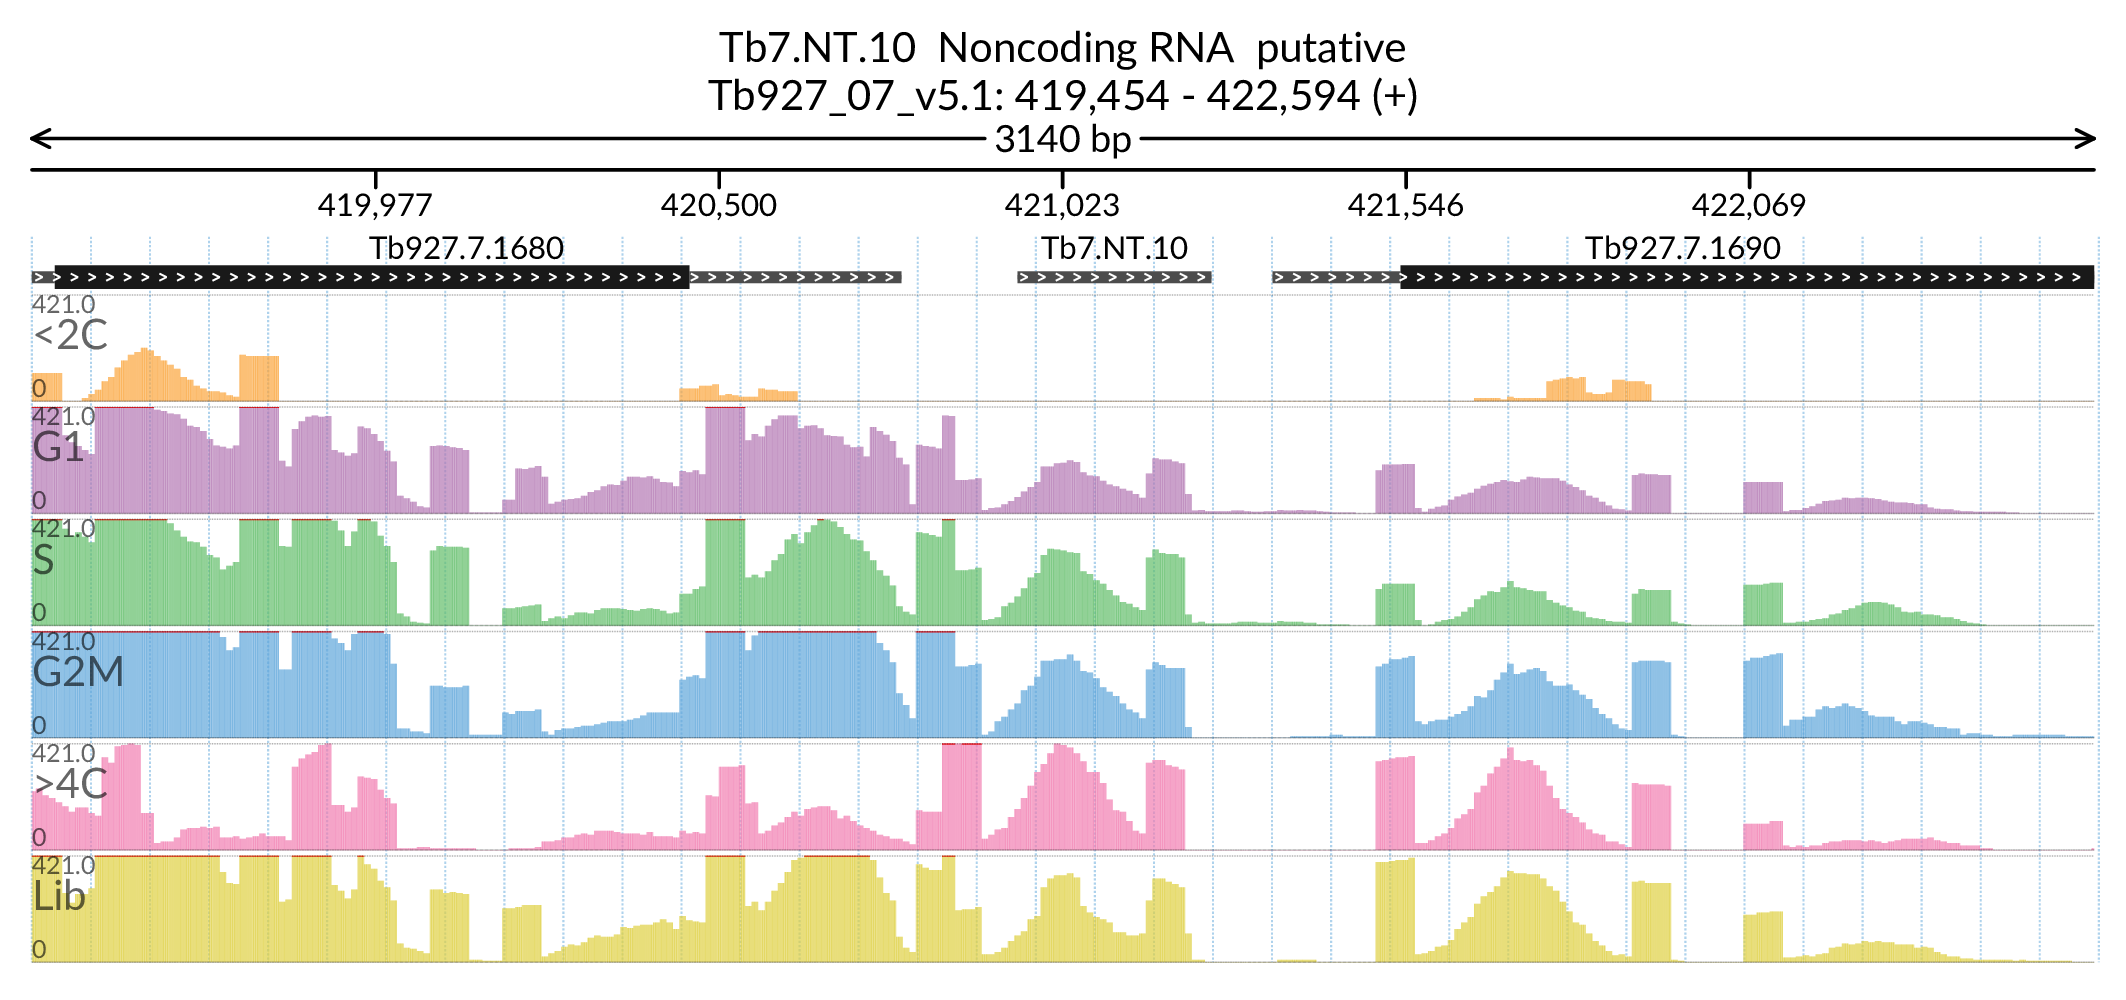 Tb7.NT.10 Noncoding RNA putative
Tb927_07_v5.1: 419,454 - 422,594 (+)
3140 bp
419,977 420,500 421,023 421,546 422,069
Tb927.7.1680 Tb7.NT.10 Tb927.7.1690
421.0
<2C
0
421.0
G1
0
421.0
S
0
421.0
G2M
0
421.0
>4C
0
421.0
Lib
0